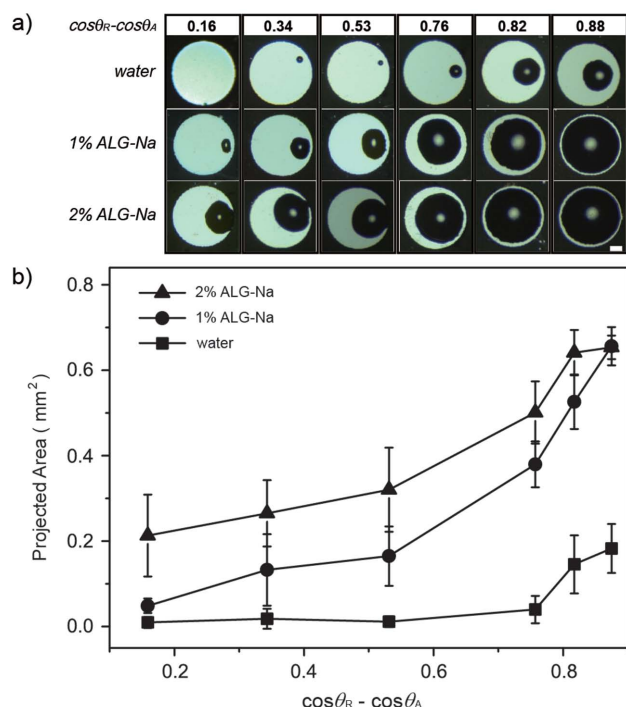 a)
cosθR-cosθA 0.16 0.34 0.53 0.76 0.82 0.88
water
1% ALG-Na
2% ALG-Na
b)
2% ALG-Na
1% ALG-Na
water
Projected Area ( mm²)
0.8
0.6
0.4
0.2
0.0
0.2 0.4 0.6 0.8
cosθR - cosθA